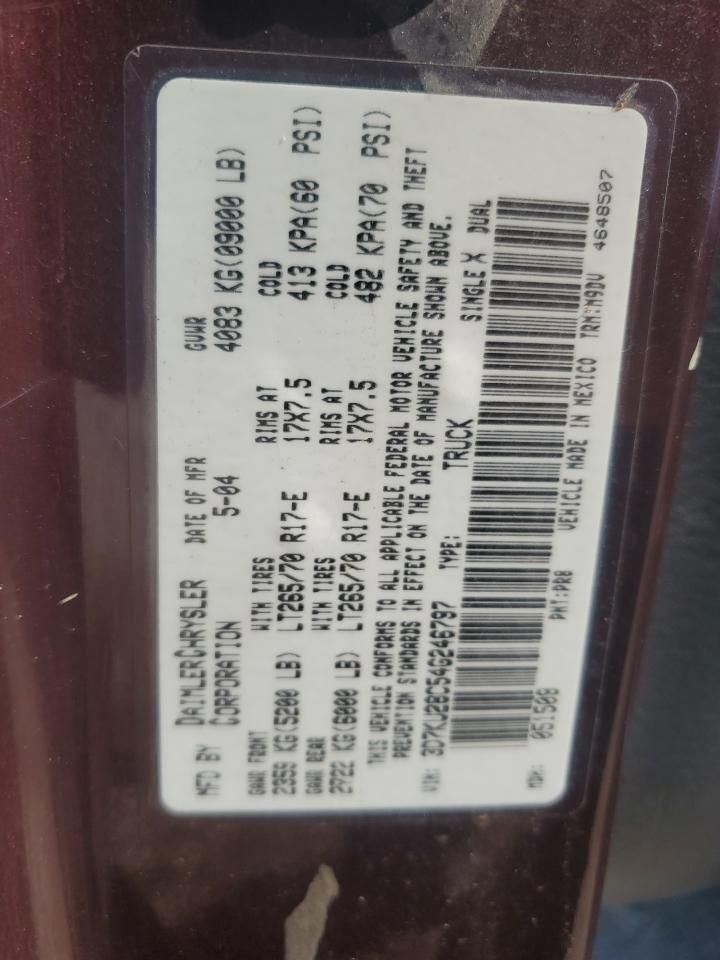 MFD BY DAIMLERCHRYSLER CORPORATION DATE OF MFR 5-04 GVWR 4083 KG(09000 LB)
GAWR FRONT WITH TIRES RIMS AT COLD
2359 KG(5200 LB) LT265/70 R17-E 17X7.5 413 KPA(60 PSI)
GAWR REAR WITH TIRES RIMS AT COLD
2722 KG(6000 LB) LT265/70 R17-E 17X7.5 482 KPA(70 PSI)
THIS VEHICLE CONFORMS TO ALL APPLICABLE FEDERAL MOTOR VEHICLE SAFETY AND THEFT
PREVENTION STANDARDS IN EFFECT ON THE DATE OF MANUFACTURE SHOWN ABOVE.
VIN: 3D7KU28C54G246797 TYPE: TRUCK SINGLE X DUAL
MDH: 051508 PNT:PR8 VEHICLE MADE IN MEXICO TRM:M9DV 4648507